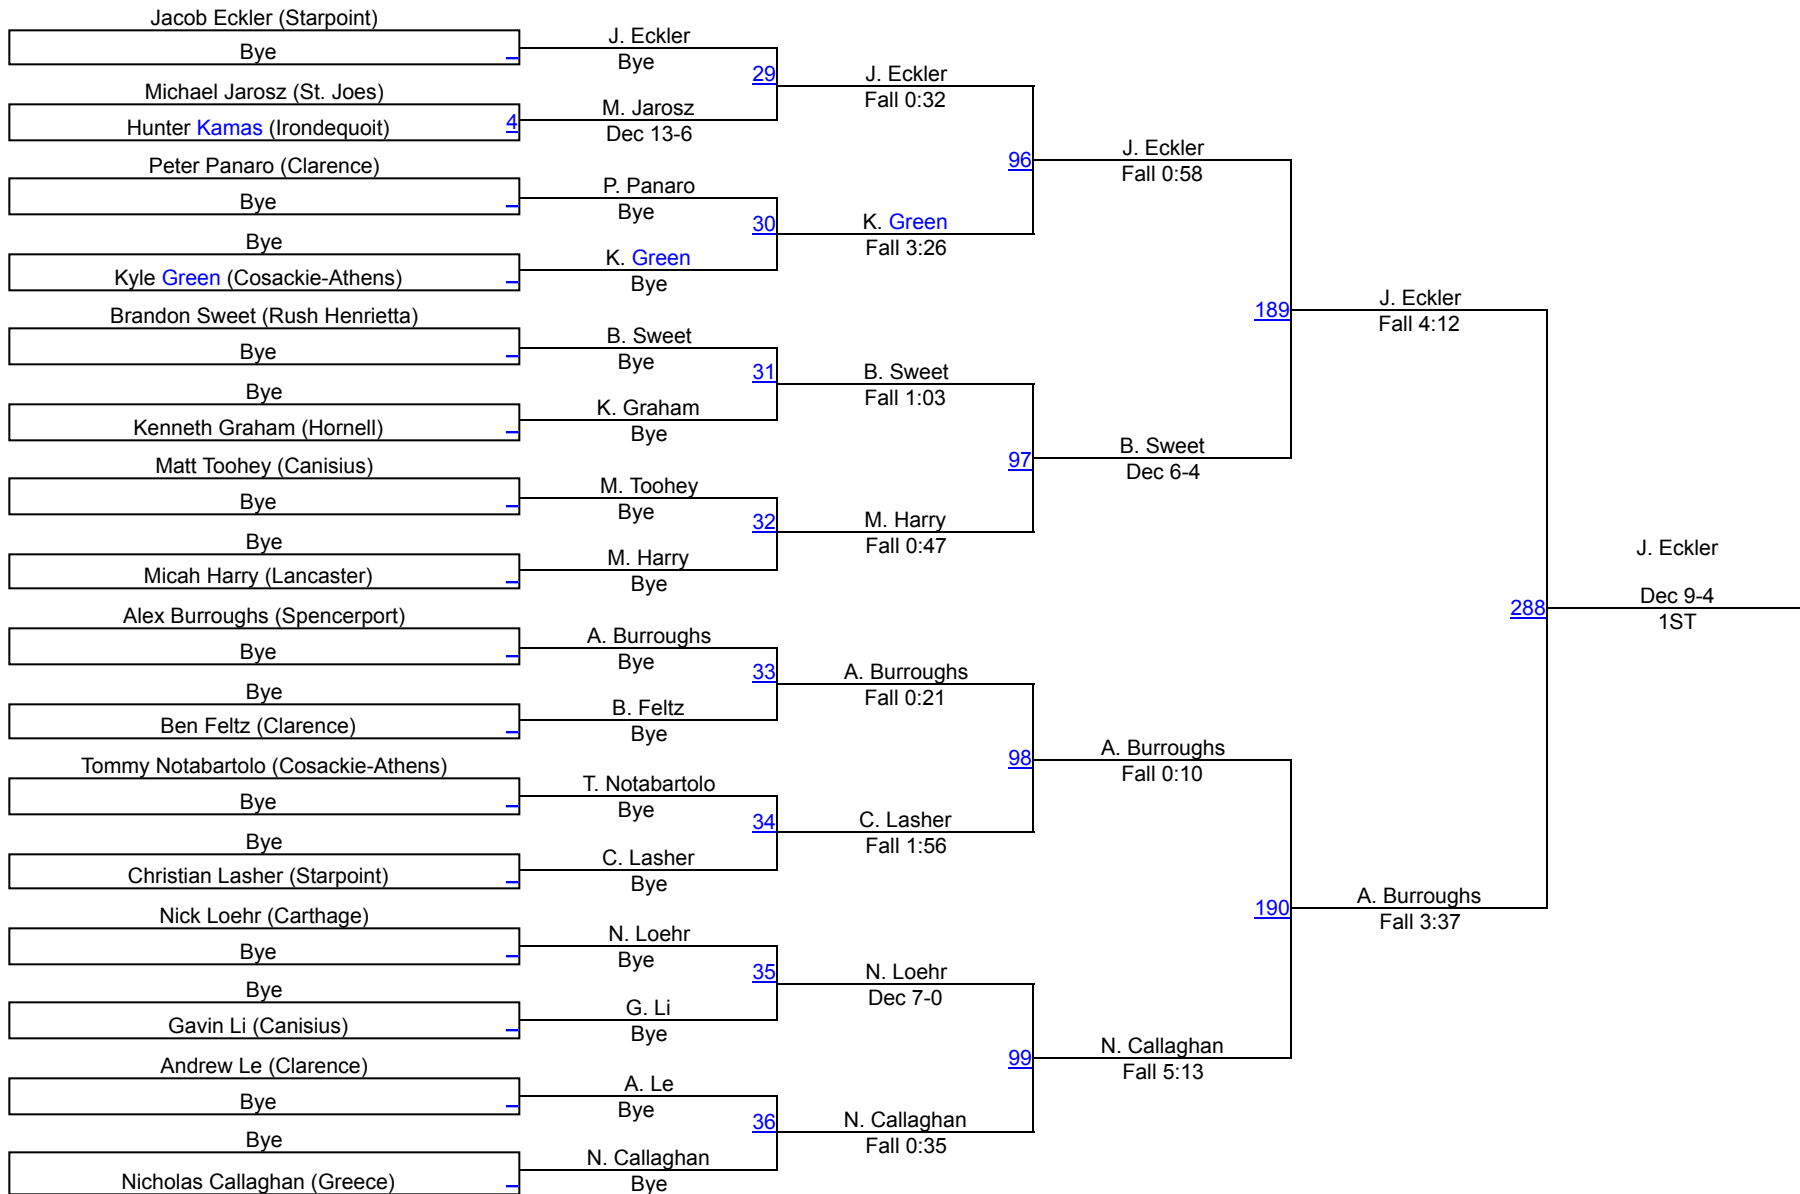 Jacob Eckler (Starpoint)
Bye
Michael Jarosz (St. Joes)
Hunter Kamas (Irondequoit)
4
Peter Panaro (Clarence)
Bye
Bye
Kyle Green (Cosackie-Athens)
Brandon Sweet (Rush Henrietta)
Bye
Bye
Kenneth Graham (Hornell)
Matt Toohey (Canisius)
Bye
Bye
Micah Harry (Lancaster)
Alex Burroughs (Spencerport)
Bye
Bye
Ben Feltz (Clarence)
Tommy Notabartolo (Cosackie-Athens)
Bye
Bye
Christian Lasher (Starpoint)
Nick Loehr (Carthage)
Bye
Bye
Gavin Li (Canisius)
Andrew Le (Clarence)
Bye
Bye
Nicholas Callaghan (Greece)
J. Eckler
Bye
29
M. Jarosz
Dec 13-6
P. Panaro
Bye
30
K. Green
Bye
B. Sweet
Bye
31
K. Graham
Bye
M. Toohey
Bye
32
M. Harry
Bye
A. Burroughs
Bye
33
B. Feltz
Bye
T. Notabartolo
Bye
34
C. Lasher
Bye
N. Loehr
Bye
35
G. Li
Bye
A. Le
Bye
36
N. Callaghan
Bye
J. Eckler
Fall 0:32
96
K. Green
Fall 3:26
B. Sweet
Fall 1:03
97
M. Harry
Fall 0:47
A. Burroughs
Fall 0:21
98
C. Lasher
Fall 1:56
N. Loehr
Dec 7-0
99
N. Callaghan
Fall 0:35
J. Eckler
Fall 0:58
189
B. Sweet
Dec 6-4
A. Burroughs
Fall 0:10
190
N. Callaghan
Fall 5:13
J. Eckler
Fall 4:12
288
A. Burroughs
Fall 3:37
J. Eckler
Dec 9-4
1ST